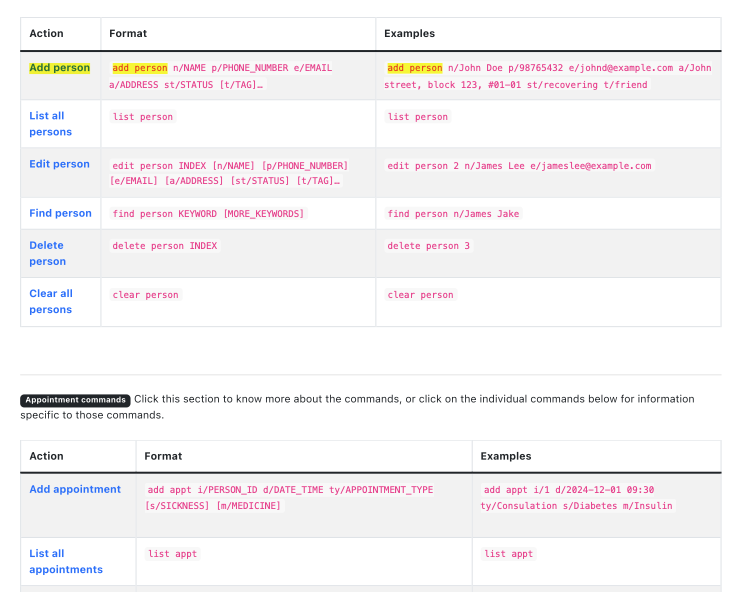 Action Format Examples
Add person add person n/NAME p/PHONE_NUMBER e/EMAIL add person n/John Doe p/98765432 e/johnd@example.com a/John
a/ADDRESS st/STATUS [t/TAG]… street, block 123, #01-01 st/recovering t/friend
List all list person list person
persons
Edit person edit person INDEX [n/NAME] [p/PHONE_NUMBER] edit person 2 n/James Lee e/jameslee@example.com
[e/EMAIL] [a/ADDRESS] [st/STATUS] [t/TAG]…
Find person find person KEYWORD [MORE_KEYWORDS] find person n/James Jake
Delete delete person INDEX delete person 3
person
Clear all clear person clear person
persons
Appointment commands Click this section to know more about the commands, or click on the individual commands below for information
specific to those commands.
Action Format Examples
Add appointment add appt i/PERSON_ID d/DATE_TIME ty/APPOINTMENT_TYPE add appt i/1 d/2024-12-01 09:30
[s/SICKNESS] [m/MEDICINE] ty/Consulation s/Diabetes m/Insulin
List all list appt list appt
appointments